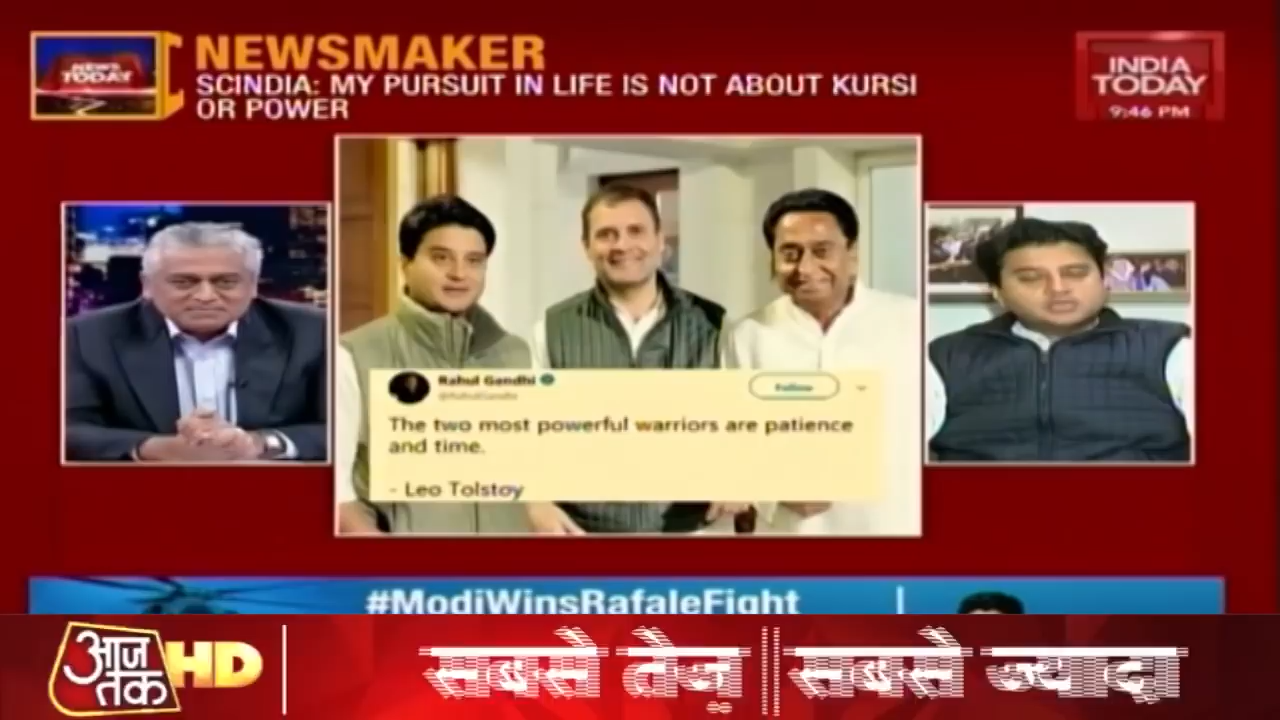 NEWS
TODAY
NEWSMAKER
SCINDIA: MY PURSUIT IN LIFE IS NOT ABOUT KURSI
OR POWER
INDIA
TODAY
9:46 PM
Rahul Gandhi
@RahulGandhi
Follow
The two most powerful warriors are patience
and time.
- Leo Tolstoy
#ModiWinsRafaleFight
आज
तक
HD
सबसे तेज़ सबसे ज्यादा